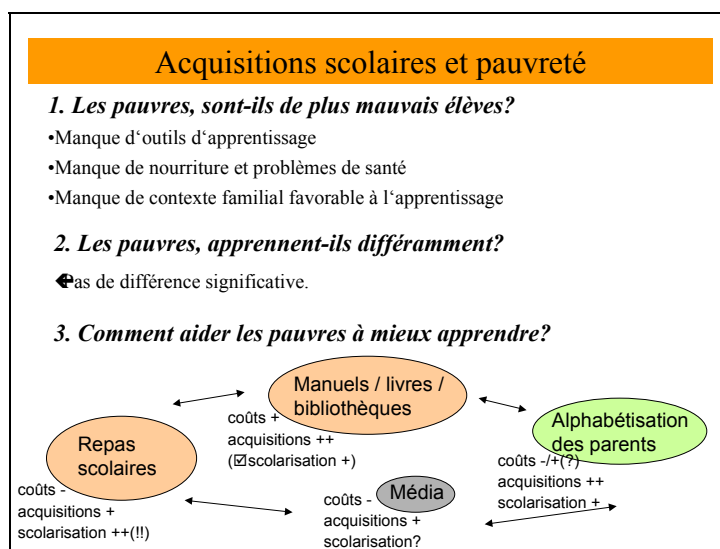 Acquisitions scolaires et pauvreté
1. Les pauvres, sont-ils de plus mauvais élèves?
•Manque d‘outils d‘apprentissage
•Manque de nourriture et problèmes de santé
•Manque de contexte familial favorable à l‘apprentissage
2. Les pauvres, apprennent-ils différamment?
🡸as de différence significative.
3. Comment aider les pauvres à mieux apprendre?
Manuels / livres /
bibliothèques
coûts +
acquisitions ++
(☑scolarisation +)
Alphabétisation
des parents
coûts -/+(?)
acquisitions ++
scolarisation +
Repas
scolaires
coûts -
acquisitions +
scolarisation ++(!!)
Média
coûts -
acquisitions +
scolarisation?